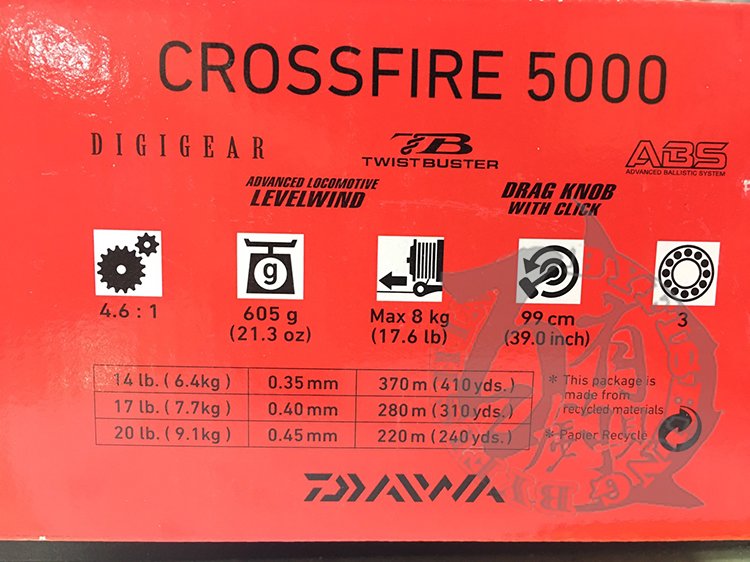 CROSSFIRE 5000
DIGIGEAR
TB
TWISTBUSTER
ABS
ADVANCED BALLISTIC SYSTEM
ADVANCED LOCOMOTIVE
LEVELWIND
DRAG KNOB
WITH CLICK
g
4.6 : 1
605 g
(21.3 oz)
Max 8 kg
(17.6 lb)
99 cm
(39.0 inch)
3
14 lb. ( 6.4kg ) 0.35 mm 370 m (410 yds. )
17 lb. ( 7.7kg ) 0.40 mm 280 m (310 yds. )
20 lb. ( 9.1kg ) 0.45 mm 220 m (240 yds. )
* This package is
made from
recycled materials
* Papier Recycle
DAIWA